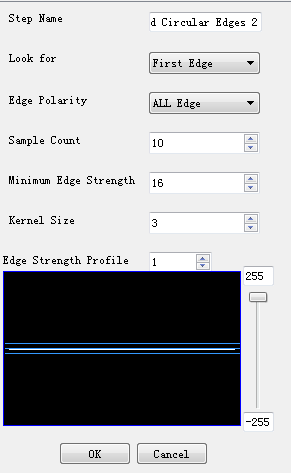 Step Name d Circular Edges 2
Look for First Edge
Edge Polarity ALL Edge
Sample Count 10
Minimum Edge Strength 16
Kernel Size 3
Edge Strength Profile 1
255
-255
OK Cancel